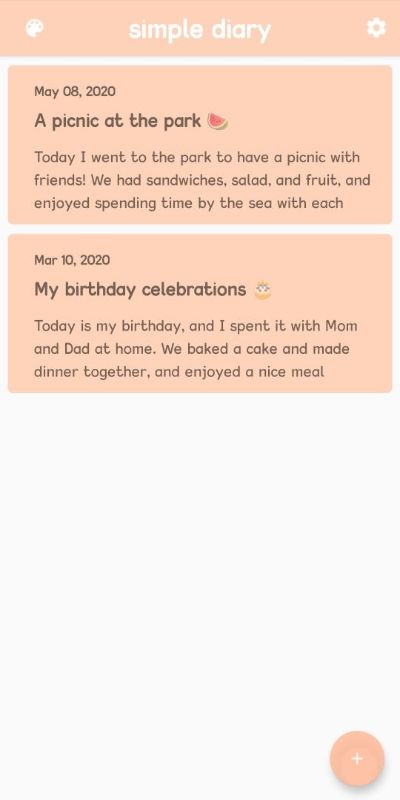 simple diary
May 08, 2020
A picnic at the park 🍉
Today I went to the park to have a picnic with
friends! We had sandwiches, salad, and fruit, and
enjoyed spending time by the sea with each
Mar 10, 2020
My birthday celebrations 🎂
Today is my birthday, and I spent it with Mom
and Dad at home. We baked a cake and made
dinner together, and enjoyed a nice meal
+